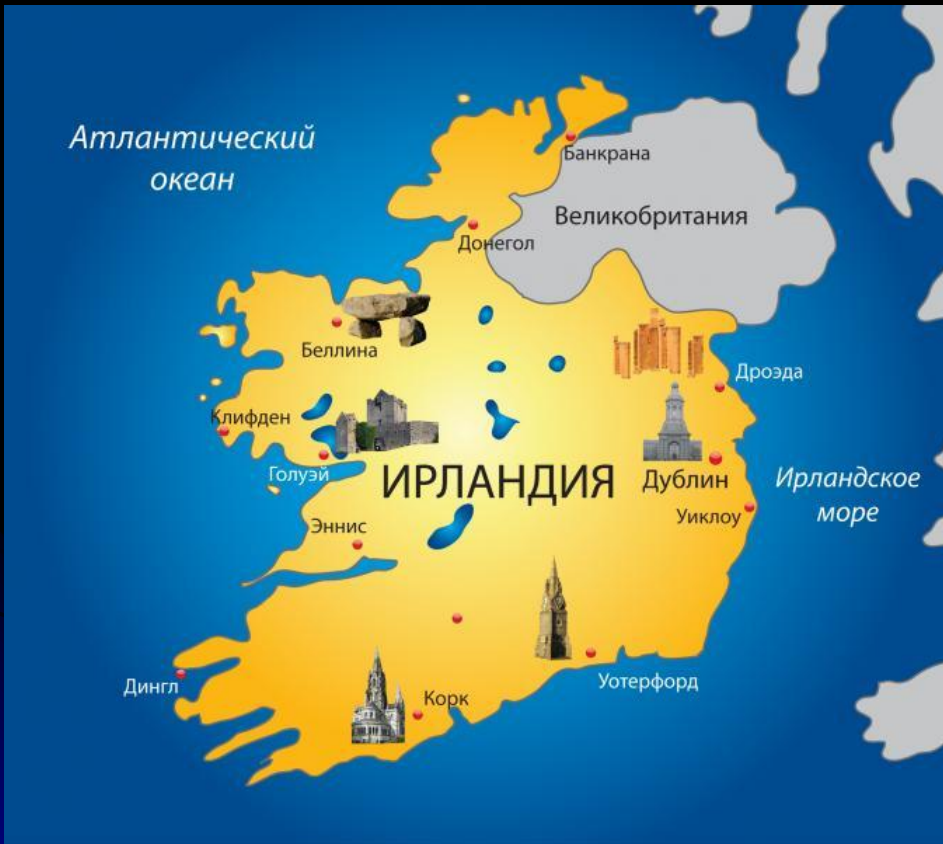 Атлантический
океан
Банкрана
Великобритания
Донегол
Беллина
Дроэда
Клифден
Голуэй
ИРЛАНДИЯ
Дублин
Ирландское
море
Уиклоу
Эннис
Дингл
Уотерфорд
Корк